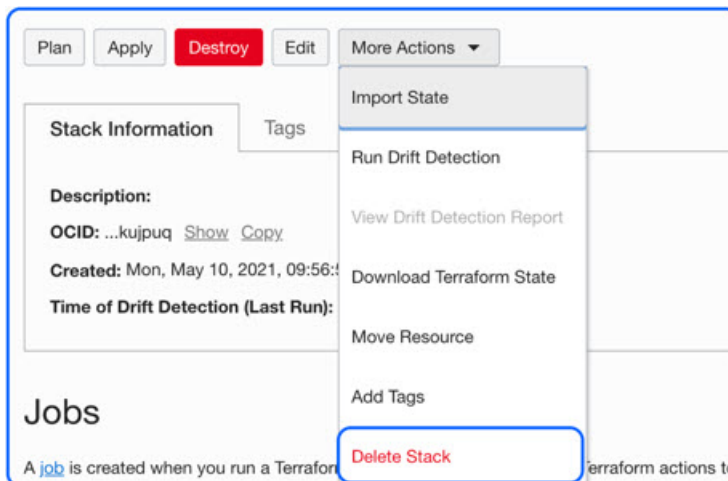 Plan Apply Destroy Edit More Actions
Import State
Stack Information Tags
Run Drift Detection
Description:
View Drift Detection Report
OCID: ...kujpuq Show Copy
Created: Mon, May 10, 2021, 09:56:
Download Terraform State
Time of Drift Detection (Last Run):
Move Resource
Add Tags
Jobs
Delete Stack
A job is created when you run a Terraform actions